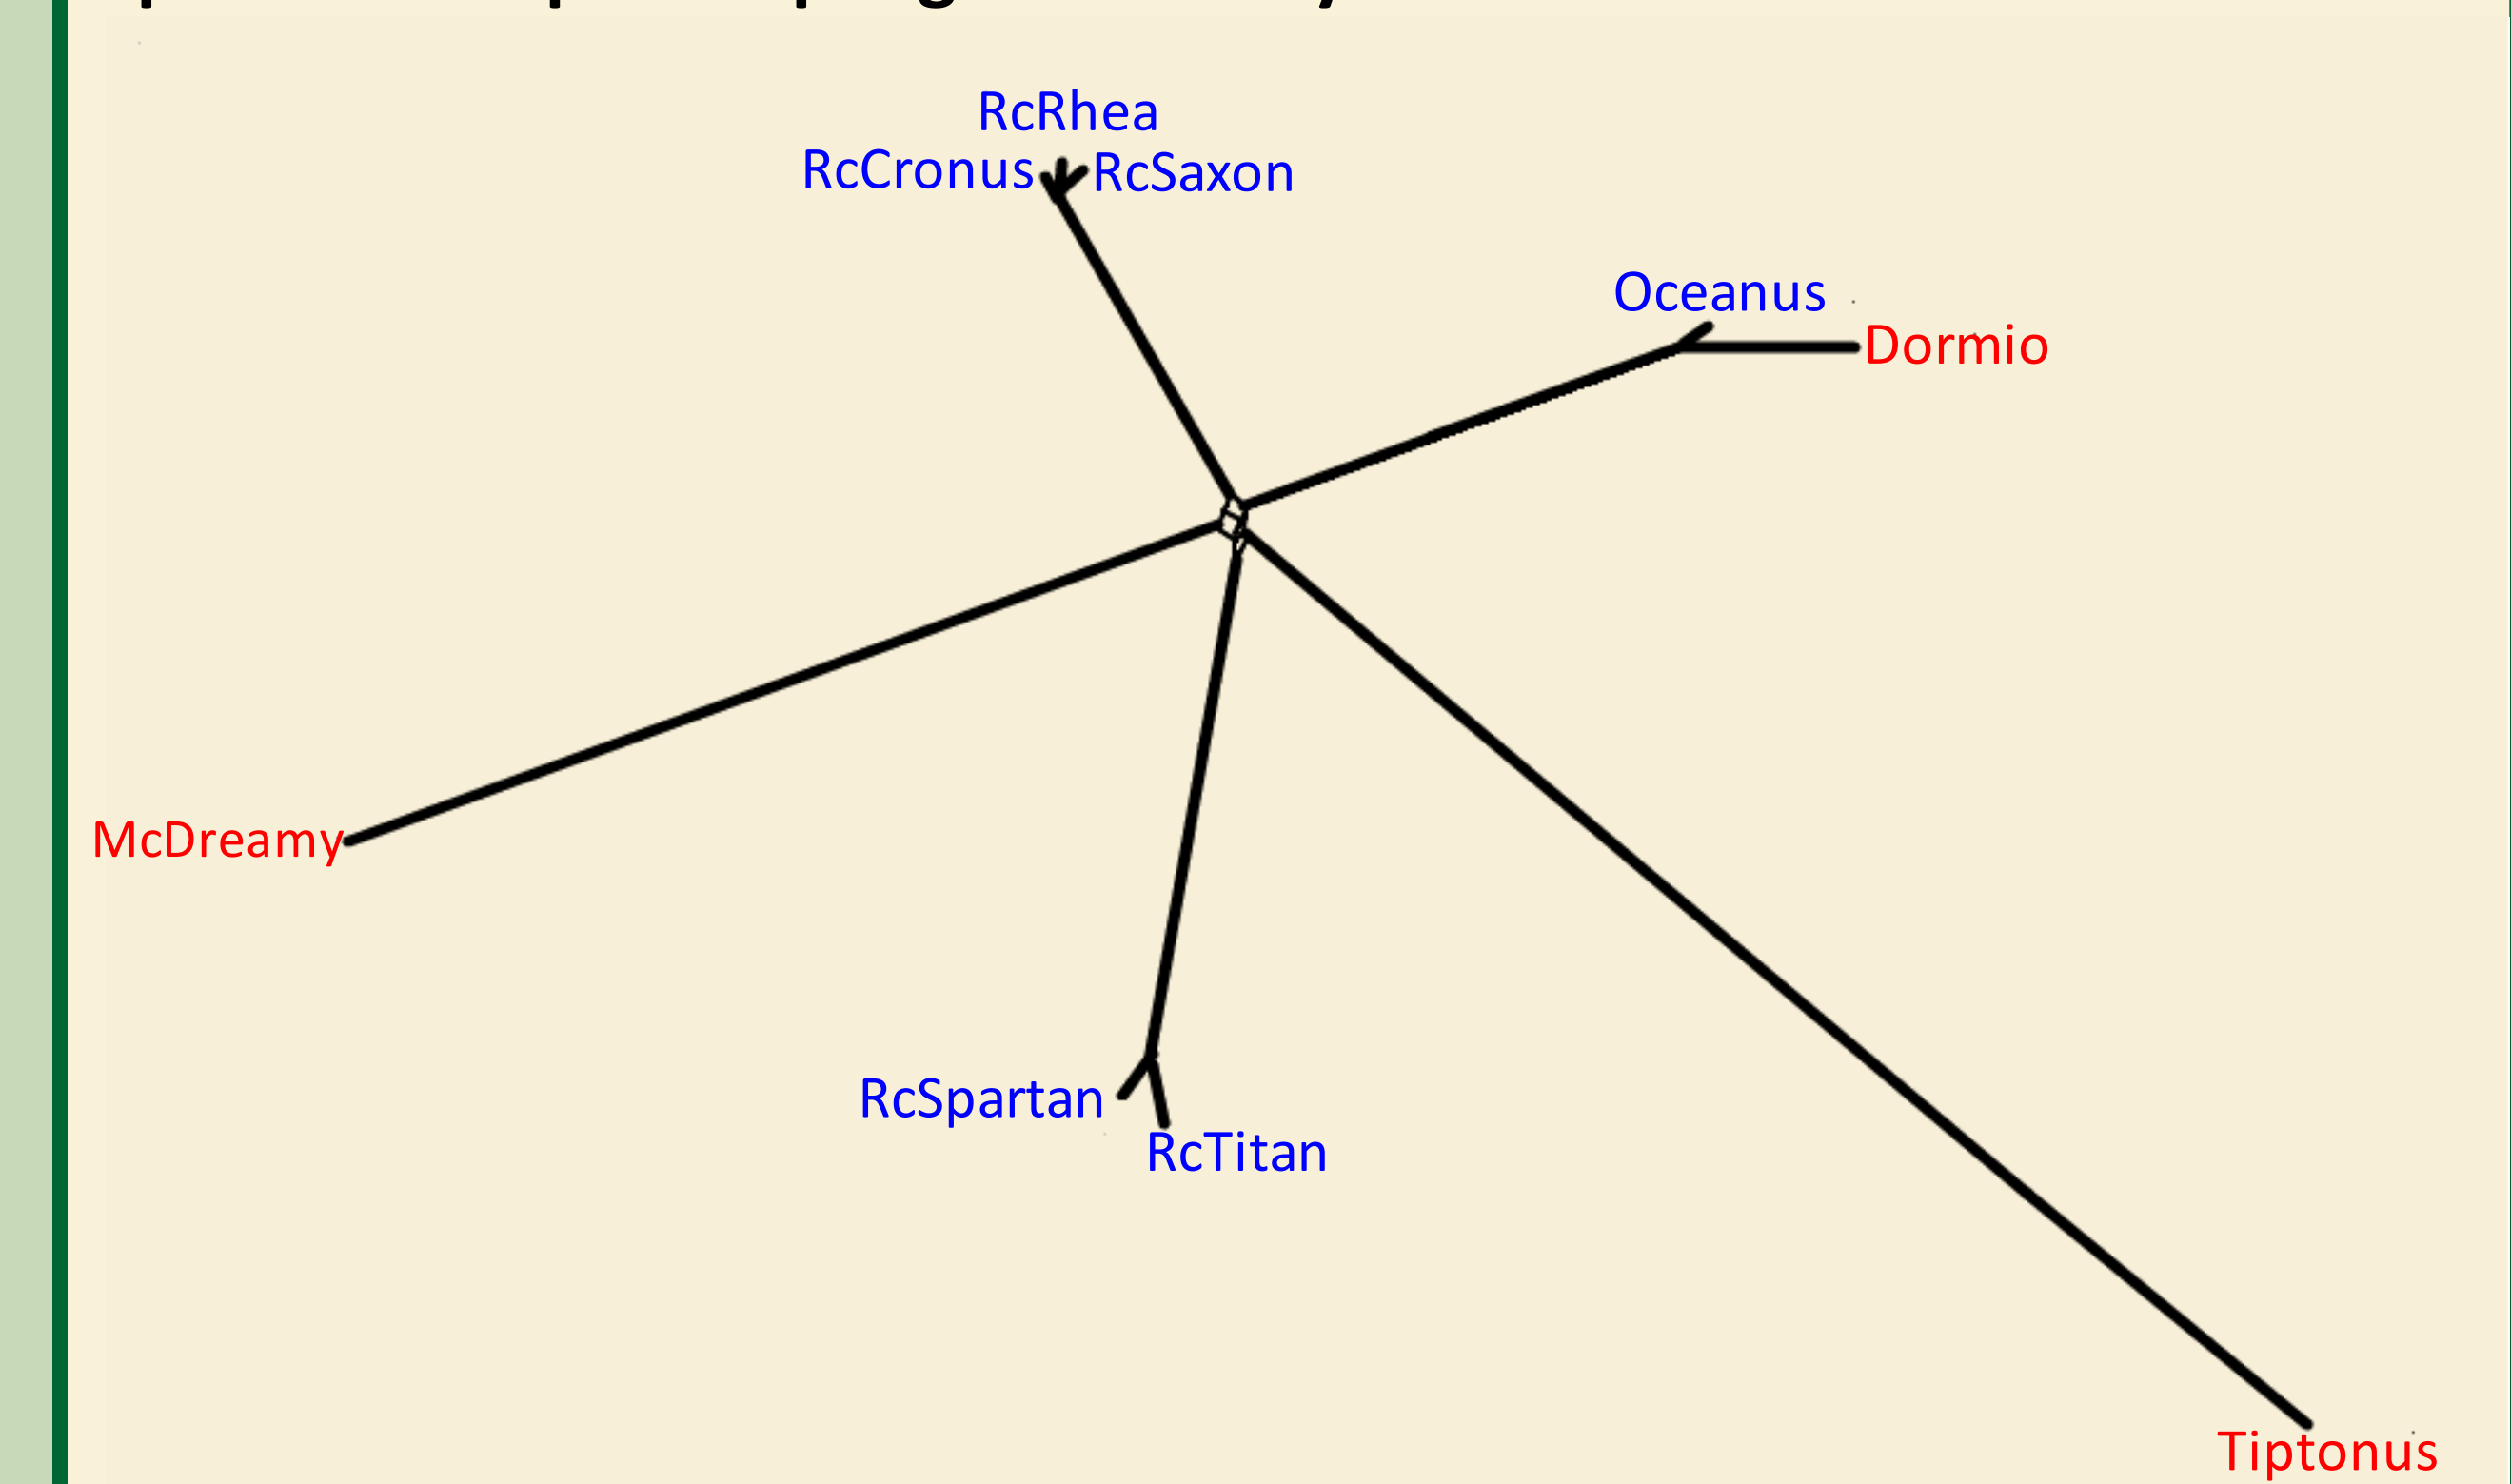 RcRhea
RcCronus
RcSaxon
Oceanus
Dormio
McDreamy
RcSpartan
RcTitan
Tiptonus